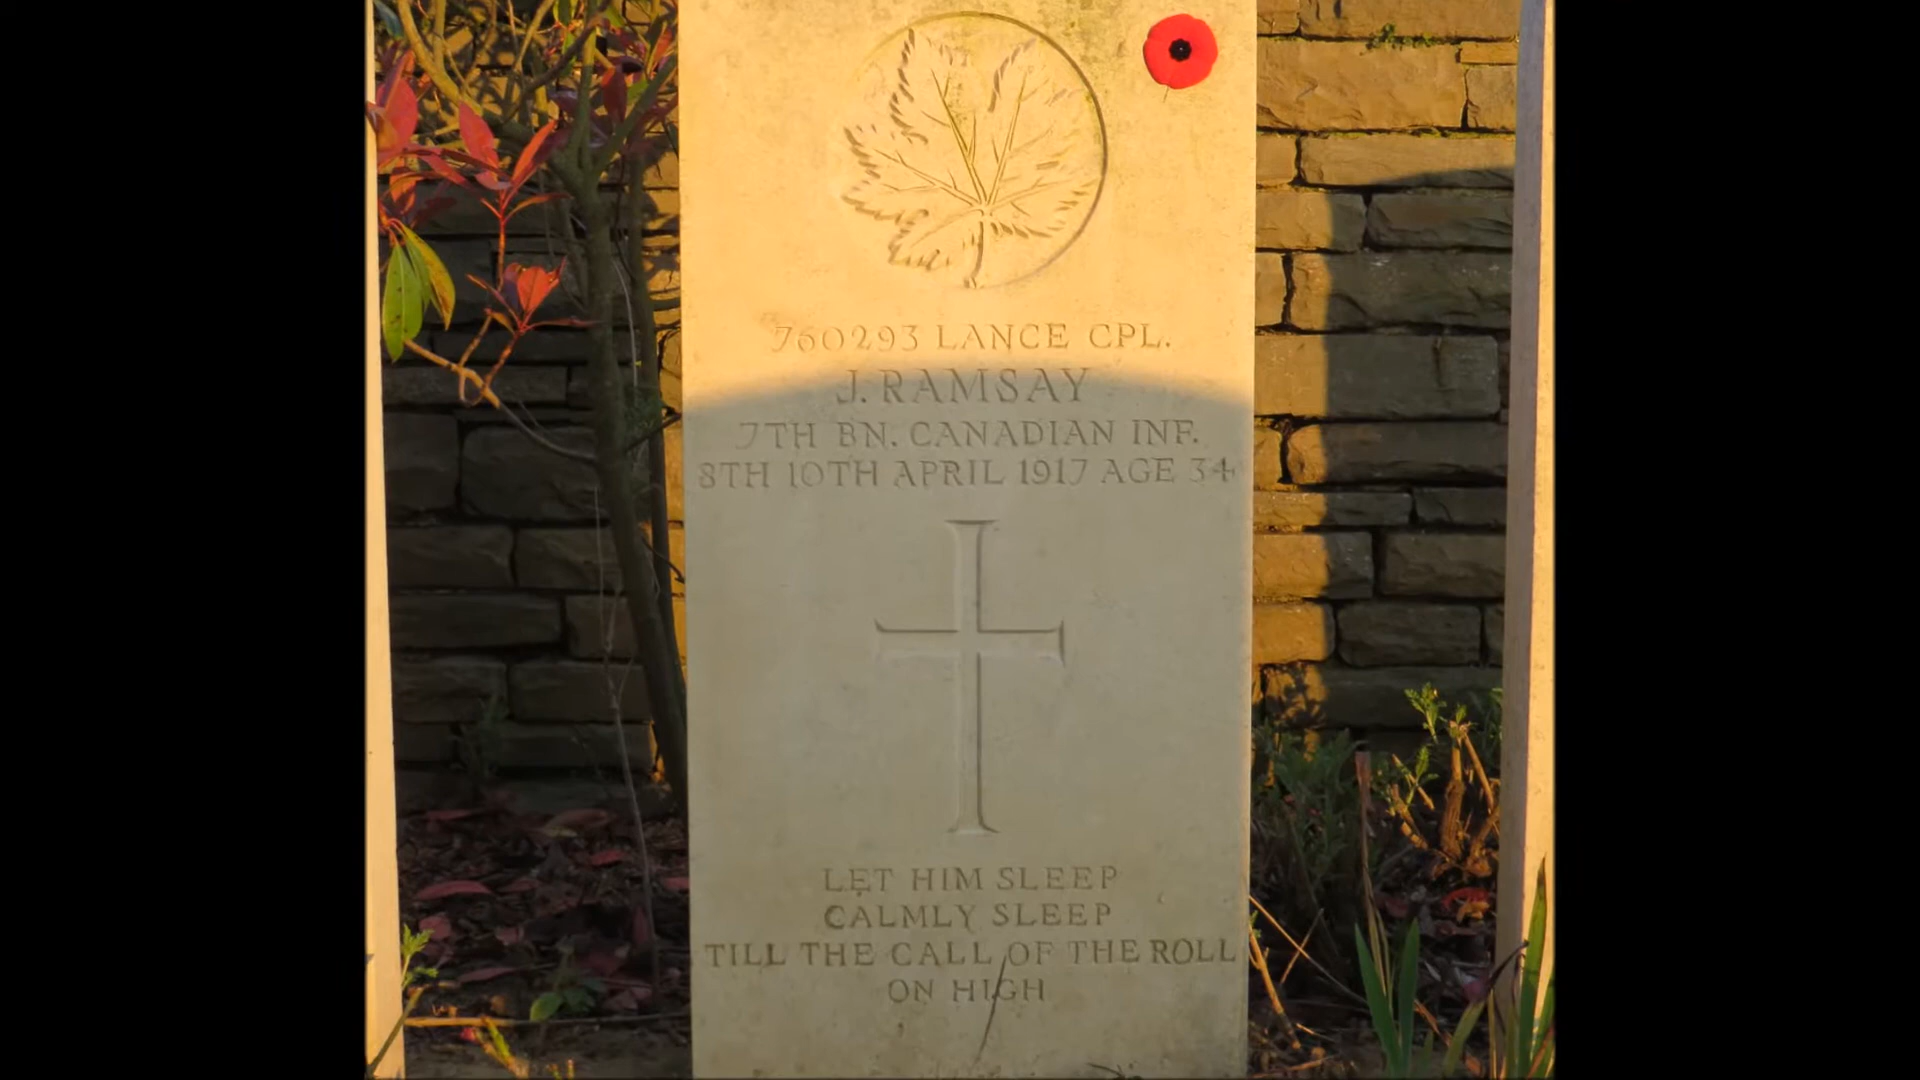 760293 LANCE CPL.
J. RAMSAY
7TH BN. CANADIAN INF.
8TH 10TH APRIL 1917 AGE 34
LET HIM SLEEP
CALMLY SLEEP
TILL THE CALL OF THE ROLL
ON HIGH